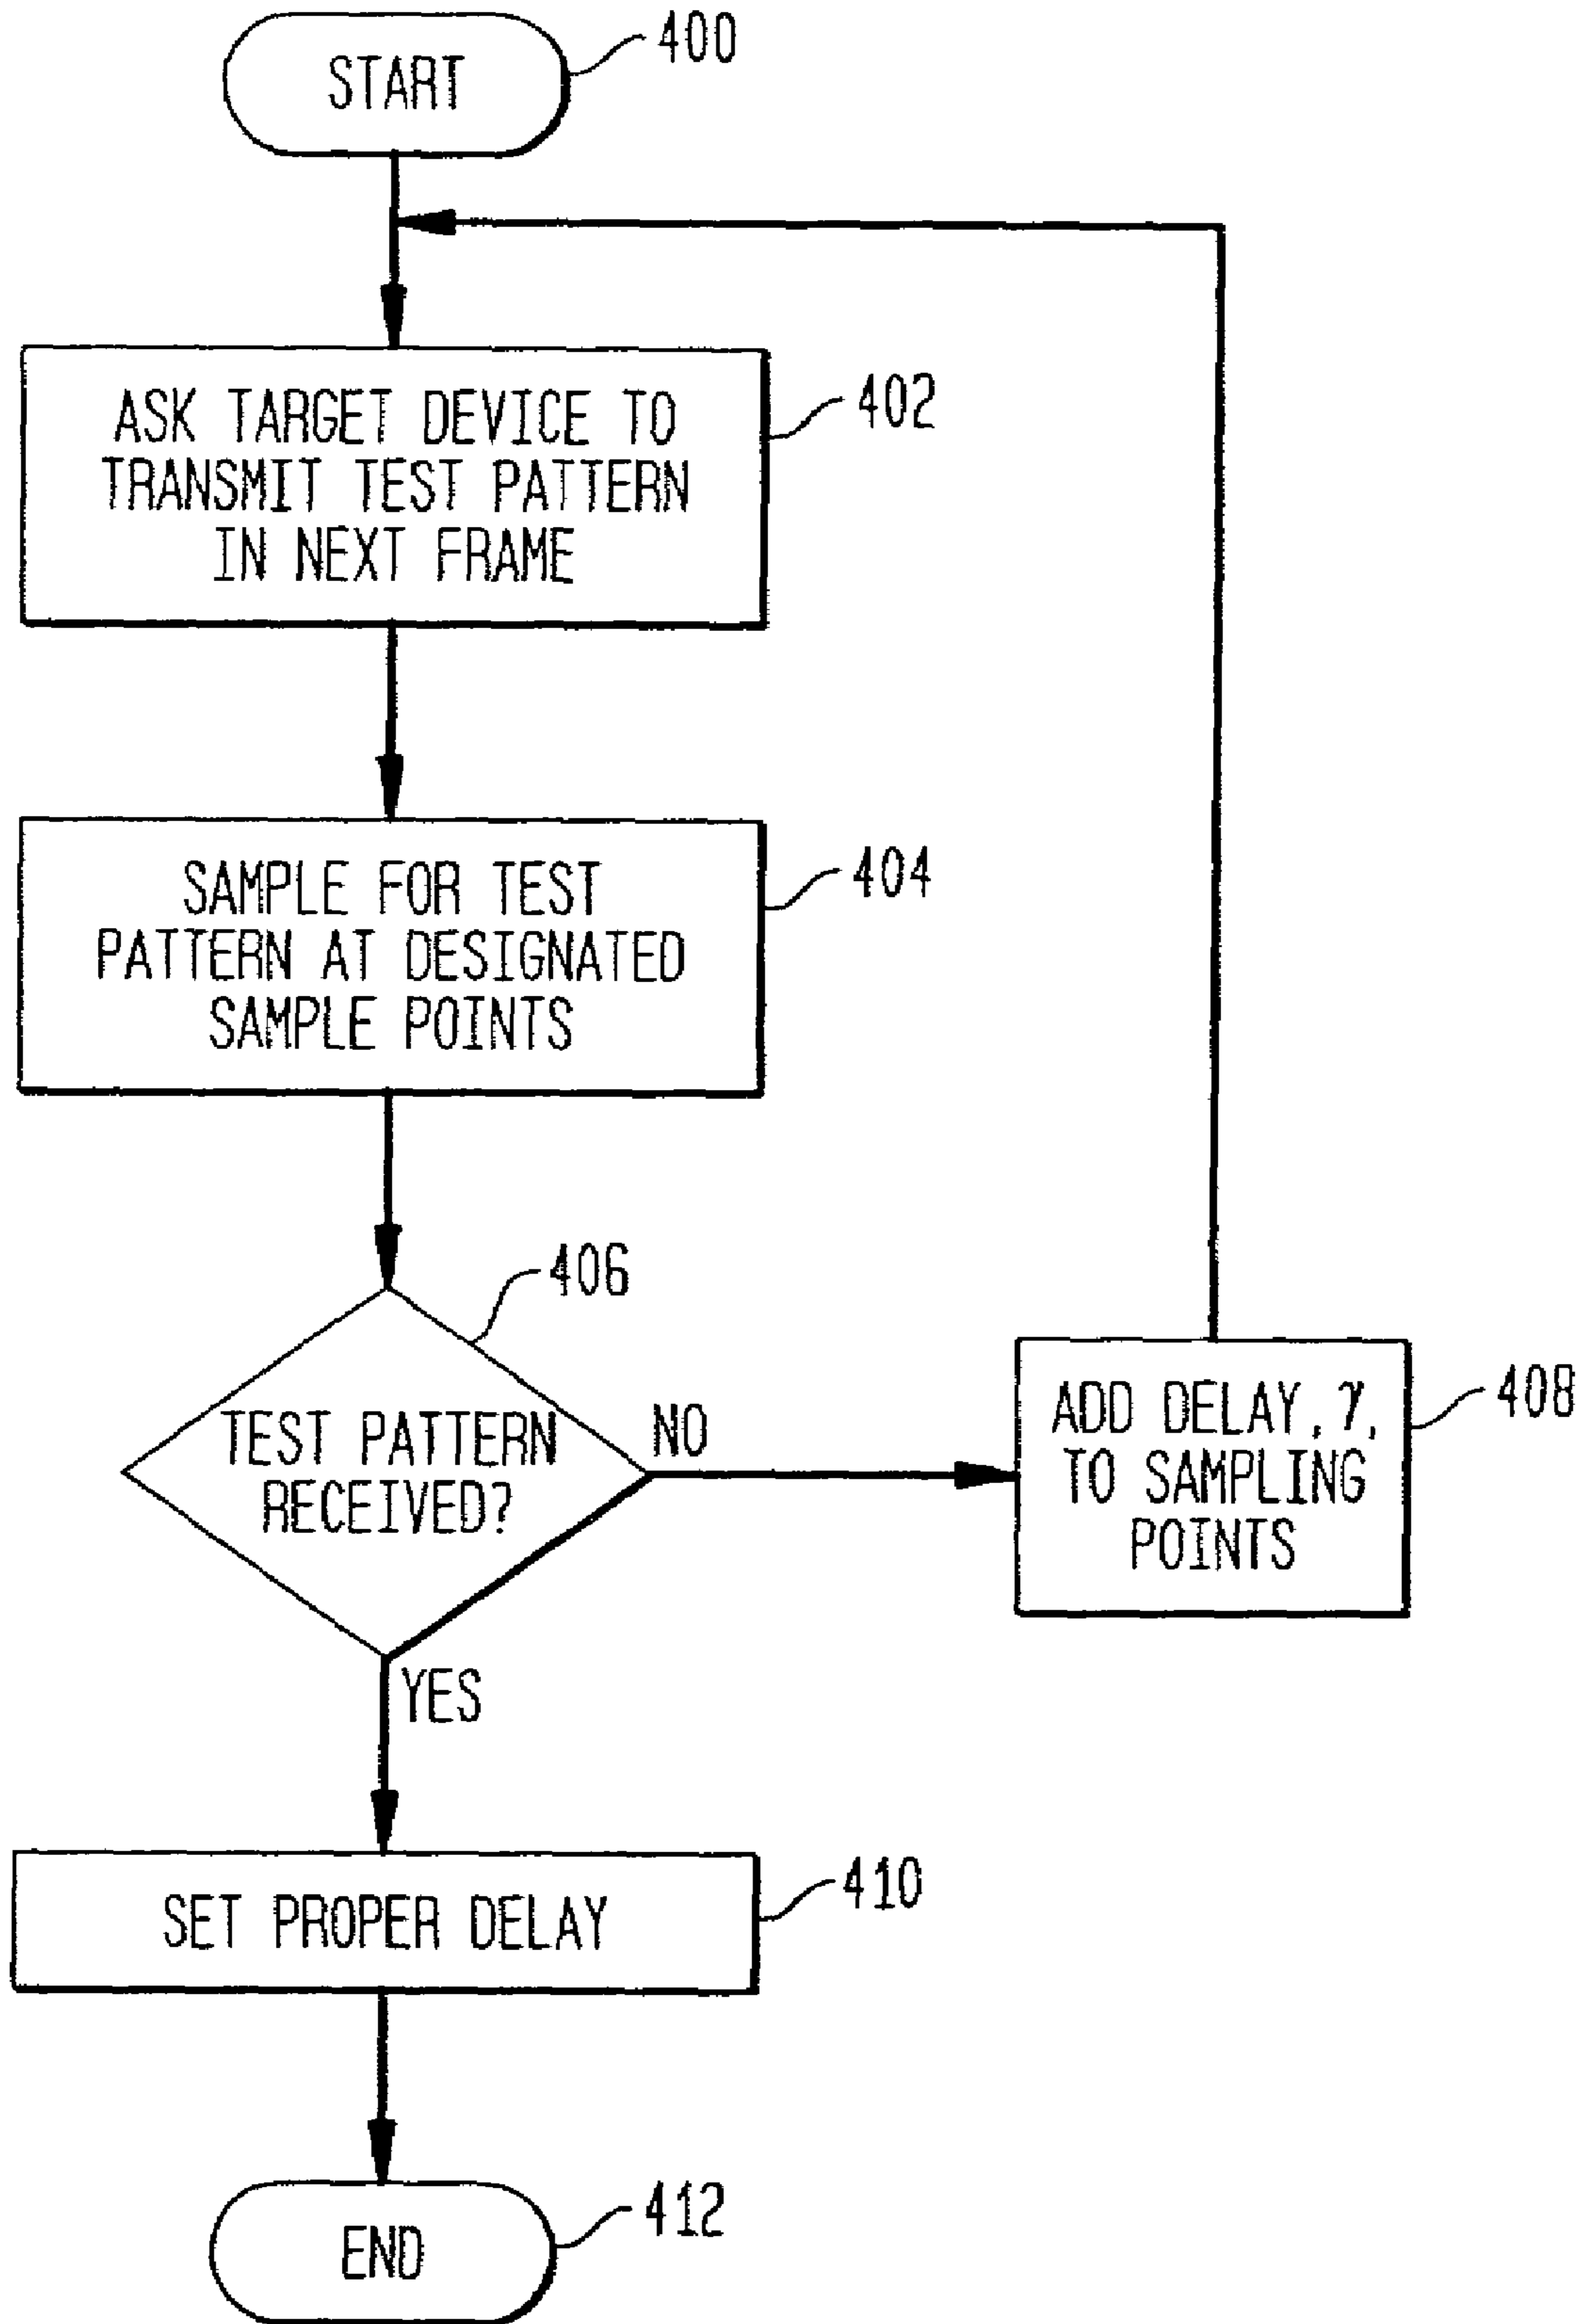 START
400
ASK TARGET DEVICE TO
TRANSMIT TEST PATTERN
IN NEXT FRAME
402
SAMPLE FOR TEST
PATTERN AT DESIGNATED
SAMPLE POINTS
404
406
TEST PATTERN
RECEIVED?
NO
ADD DELAY, γ,
TO SAMPLING
POINTS
408
YES
SET PROPER DELAY
410
END
412